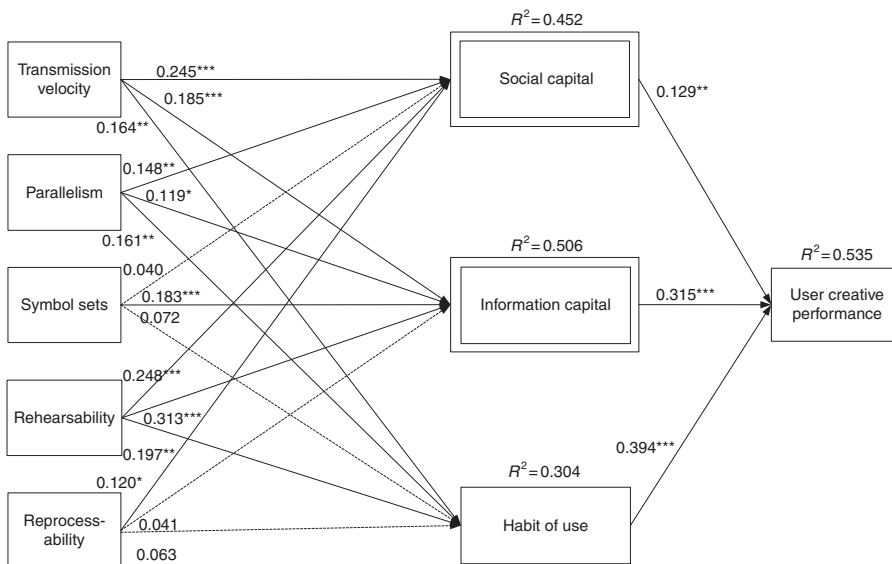 R² = 0.452
Transmission
velocity
0.245***
Social capital
0.185***
0.129**
0.164**
0.148**
Parallelism
0.119*
0.161**
R² = 0.506
R² = 0.535
0.040
Symbol sets
0.183***
Information capital
0.315***
User creative
performance
0.072
0.248***
Rehearsability
0.313***
0.197**
0.394***
R² = 0.304
0.120*
Reprocess-
ability
0.041
Habit of use
0.063